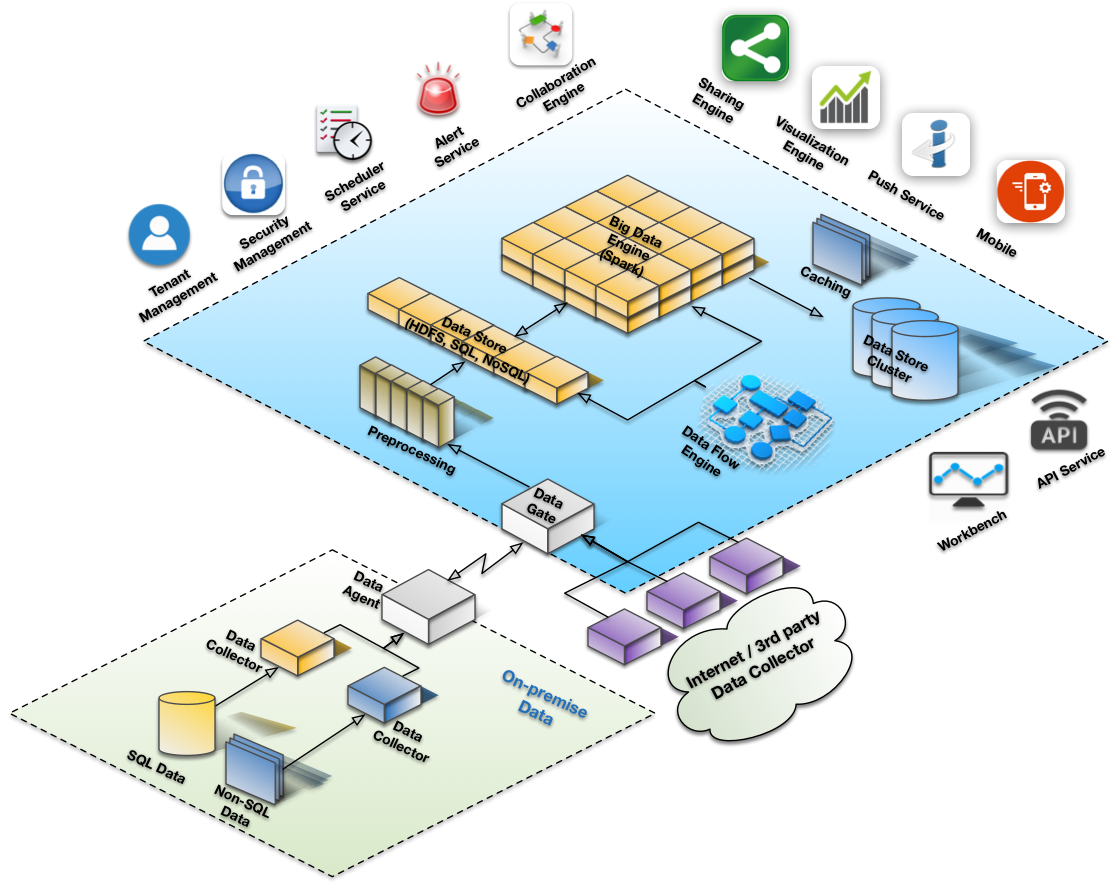 Collaboration
Engine
Sharing
Engine
Alert
Service
Visualization
Engine
Scheduler
Service
Push Service
Security
Management
Mobile
Tenant
Management
Big Data
Engine
(Spark)
Caching
Data Store
(HDFS, SQL, NoSQL)
Data Store
Cluster
Preprocessing
Data Flow
Engine
API
API Service
Workbench
Data
Gate
Data
Agent
Data
Collector
Internet / 3rd party
Data Collector
On-premise
Data
Data
Collector
SQL Data
Non-SQL
Data